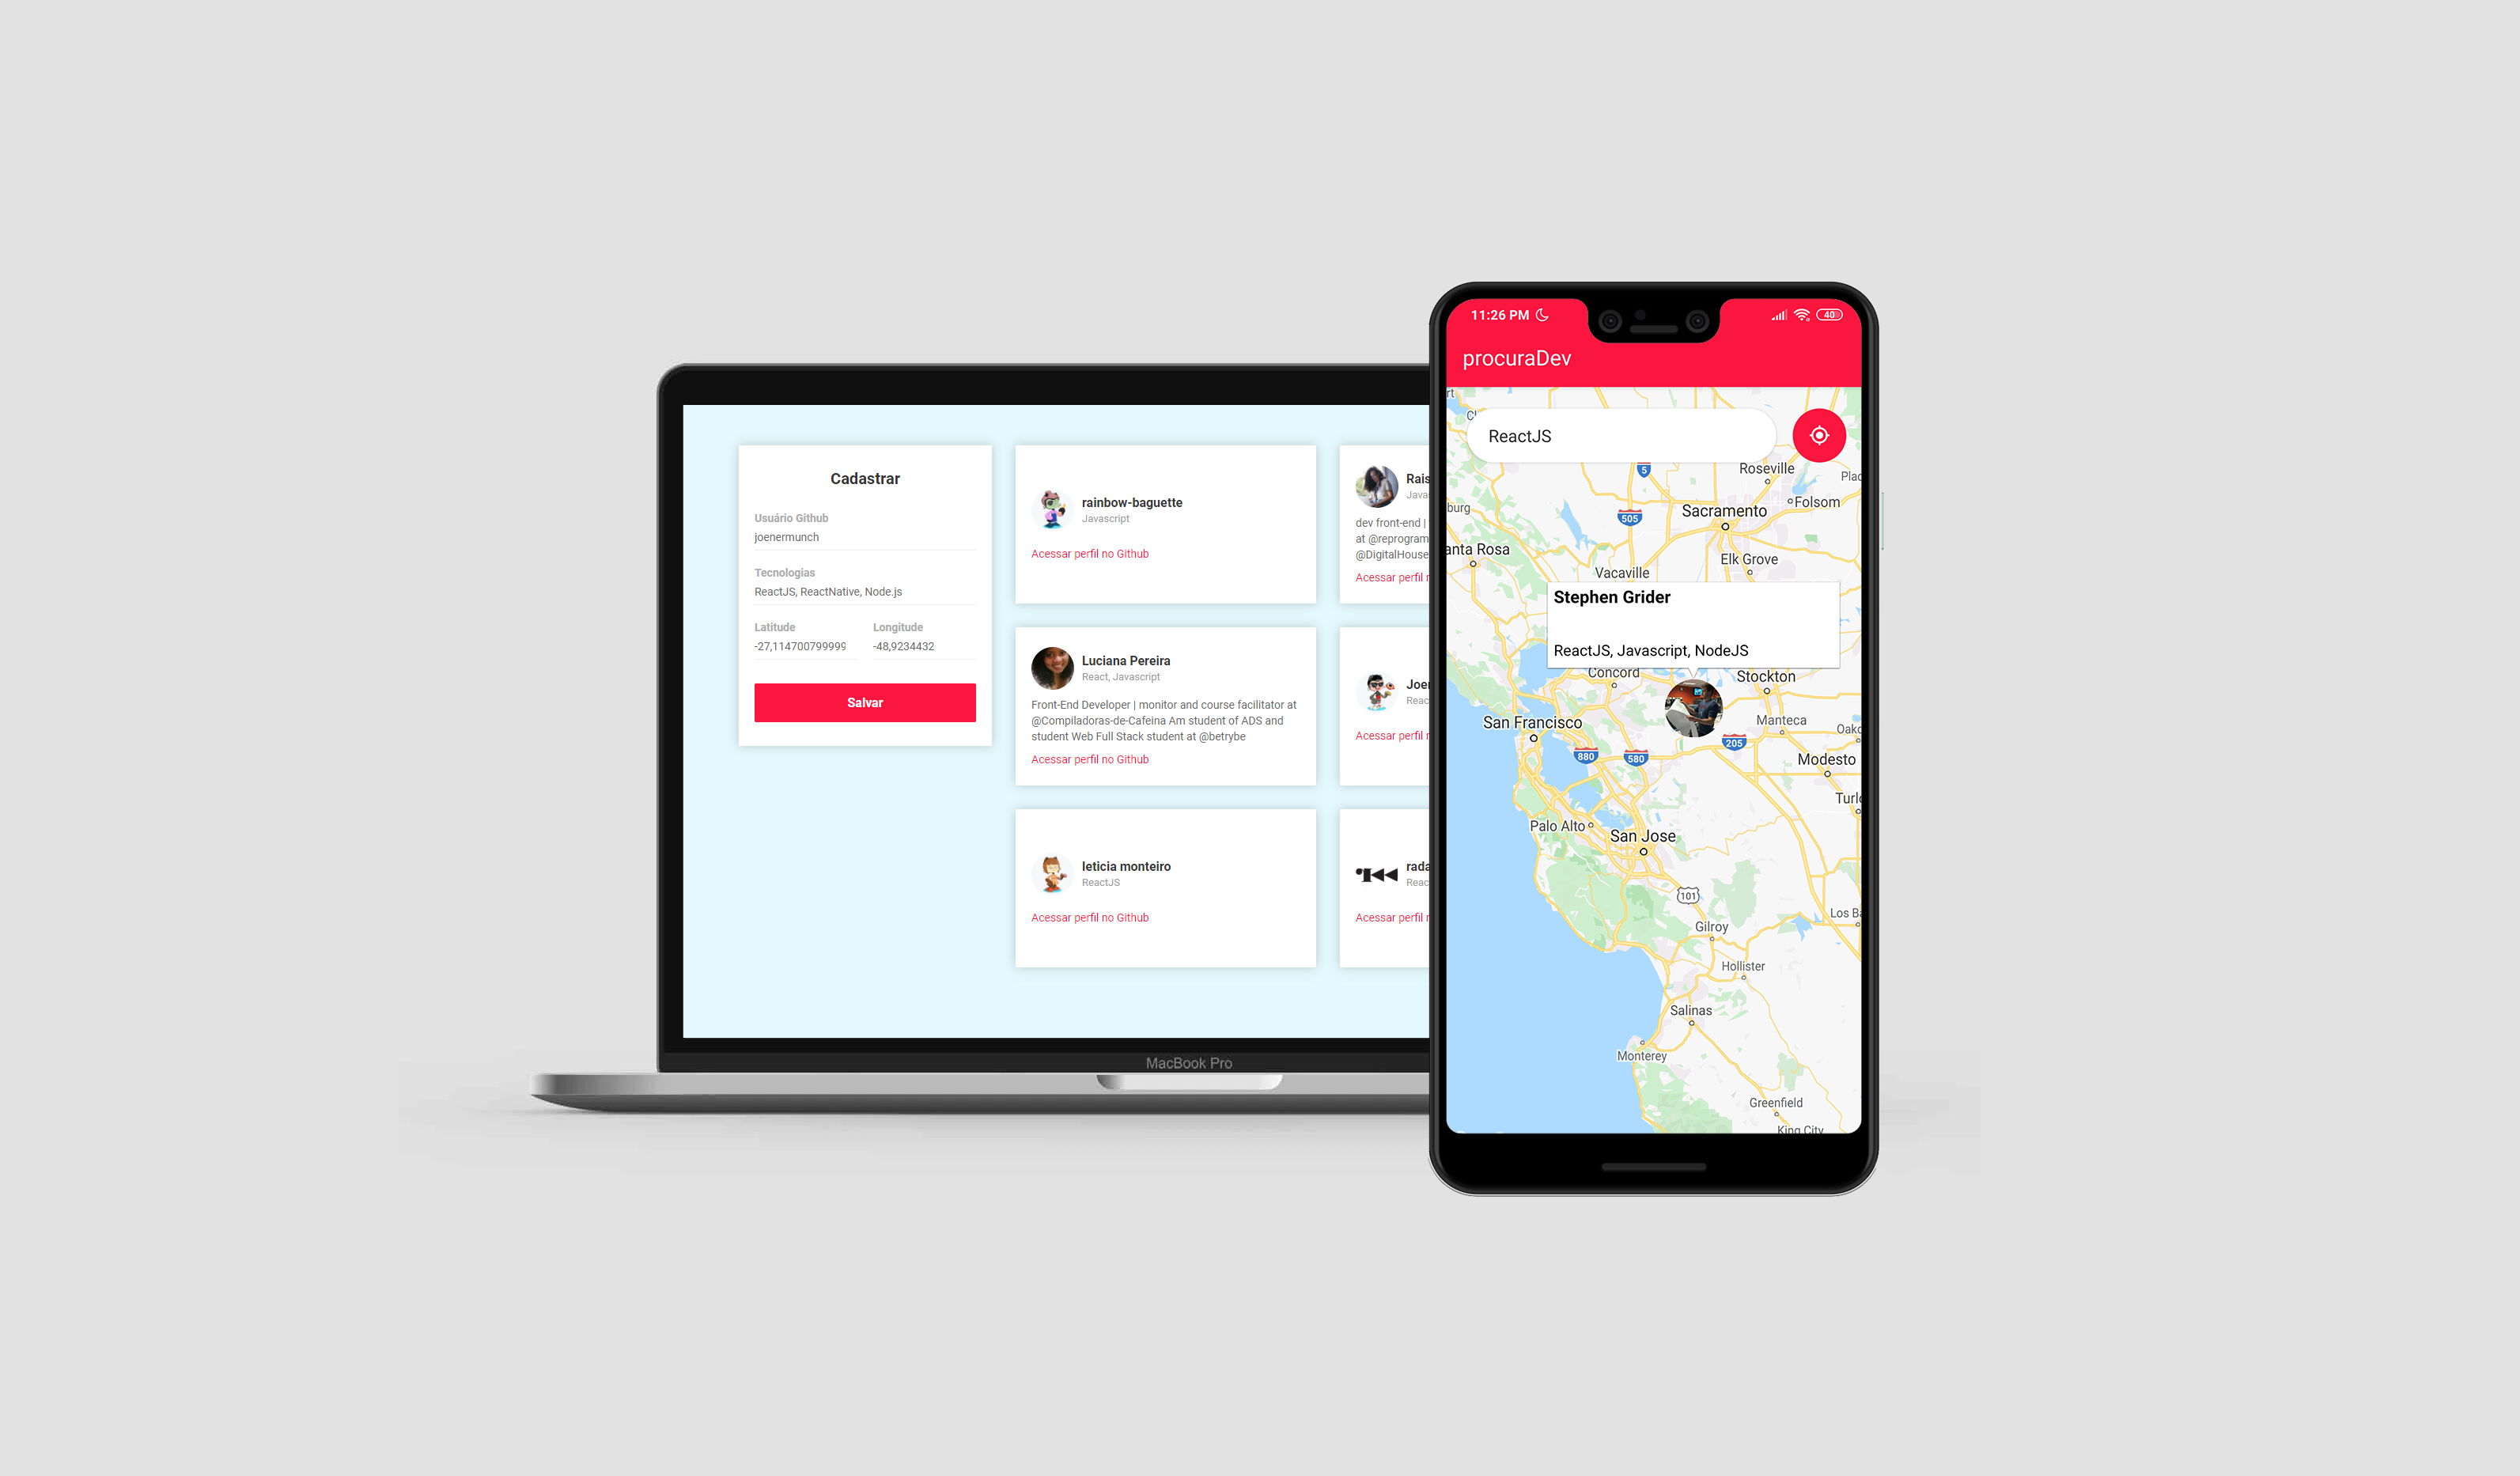 Cadastrar
Usuário Github
joenermunch
Tecnologias
ReactJS, ReactNative, Node.js
Latitude Longitude
-27,114700799999 -48,9234432
Salvar
rainbow-baguette
Javascript
Acessar perfil no Github
Luciana Pereira
React, Javascript
Front-End Developer | monitor and course facilitator at
@Compiladoras-de-Cafeina Am student of ADS and
student Web Full Stack student at @betrybe
Acessar perfil no Github
leticia monteiro
ReactJS
Acessar perfil no Github
Rais
Javas
dev front-end |
at @reprogram
@DigitalHouse
Acessar perfil
Joe
Reac
Acessar perfil
rada
Reac
Acessar perfil
MacBook Pro
11:26 PM
40
procuraDev
ReactJS
5
Roseville
Plac
Folsom
burg
505
Sacramento
anta Rosa
Elk Grove
Vacaville
Stephen Grider
ReactJS, Javascript, NodeJS
Concord
Stockton
San Francisco
Manteca
Oakd
880
580
205
Modesto
Turlo
Palo Alto
San Jose
101
Los Ba
Gilroy
Hollister
Salinas
Monterey
Greenfield
King City